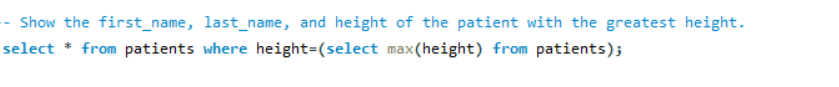 -- Show the first_name, last_name, and height of the patient with the greatest height.
select * from patients where height=(select max(height) from patients);